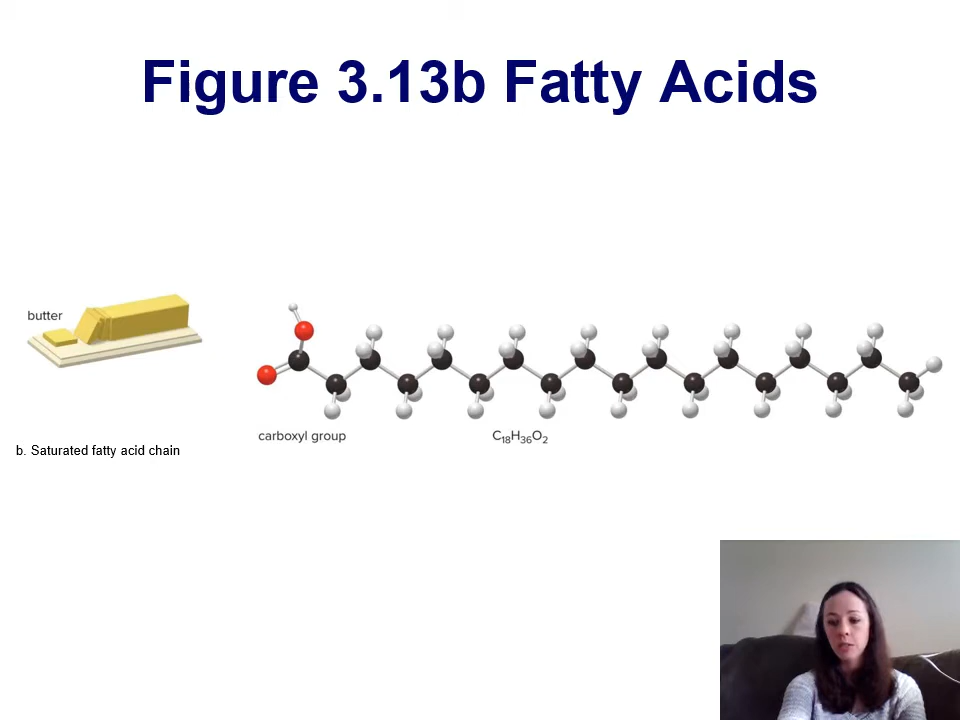 Figure 3.13b Fatty Acids
butter
carboxyl group
C₁₈H₃₆O₂
b. Saturated fatty acid chain